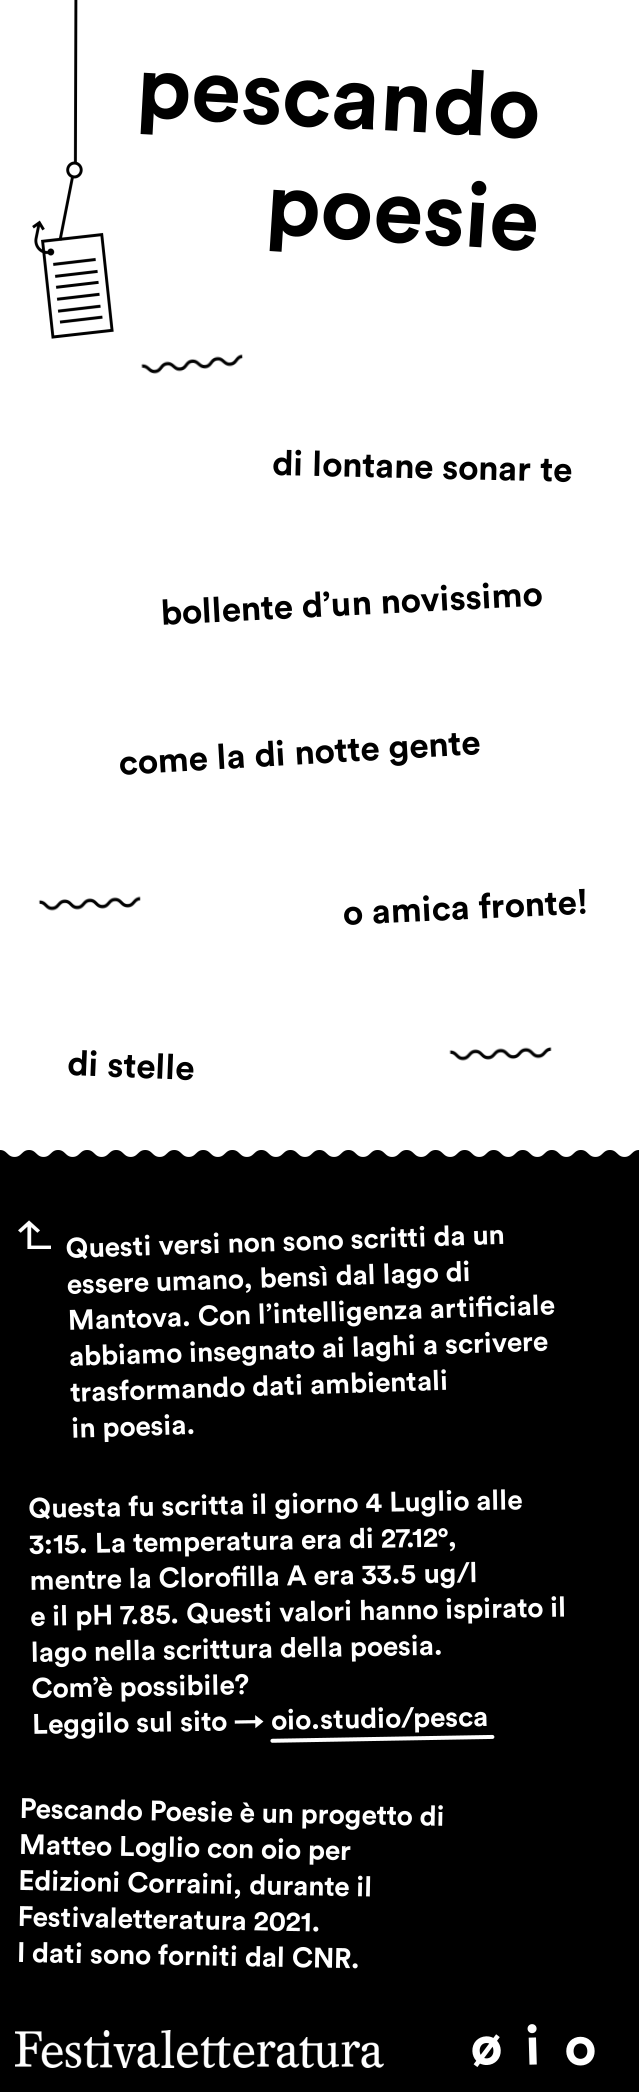 pescando
poesie
di lontane sonar te
bollente d’un novissimo
come la di notte gente
o amica fronte!
di stelle
Questi versi non sono scritti da un
essere umano, bensì dal lago di
Mantova. Con l’intelligenza artificiale
abbiamo insegnato ai laghi a scrivere
trasformando dati ambientali
in poesia.
Questa fu scritta il giorno 4 Luglio alle
3:15. La temperatura era di 27.12°,
mentre la Clorofilla A era 33.5 ug/l
e il pH 7.85. Questi valori hanno ispirato il
lago nella scrittura della poesia.
Com’è possibile?
Leggilo sul sito → oio.studio/pesca
Pescando Poesie è un progetto di
Matteo Loglio con oio per
Edizioni Corraini, durante il
Festivaletteratura 2021.
I dati sono forniti dal CNR.
Festivaletteratura
ø i o